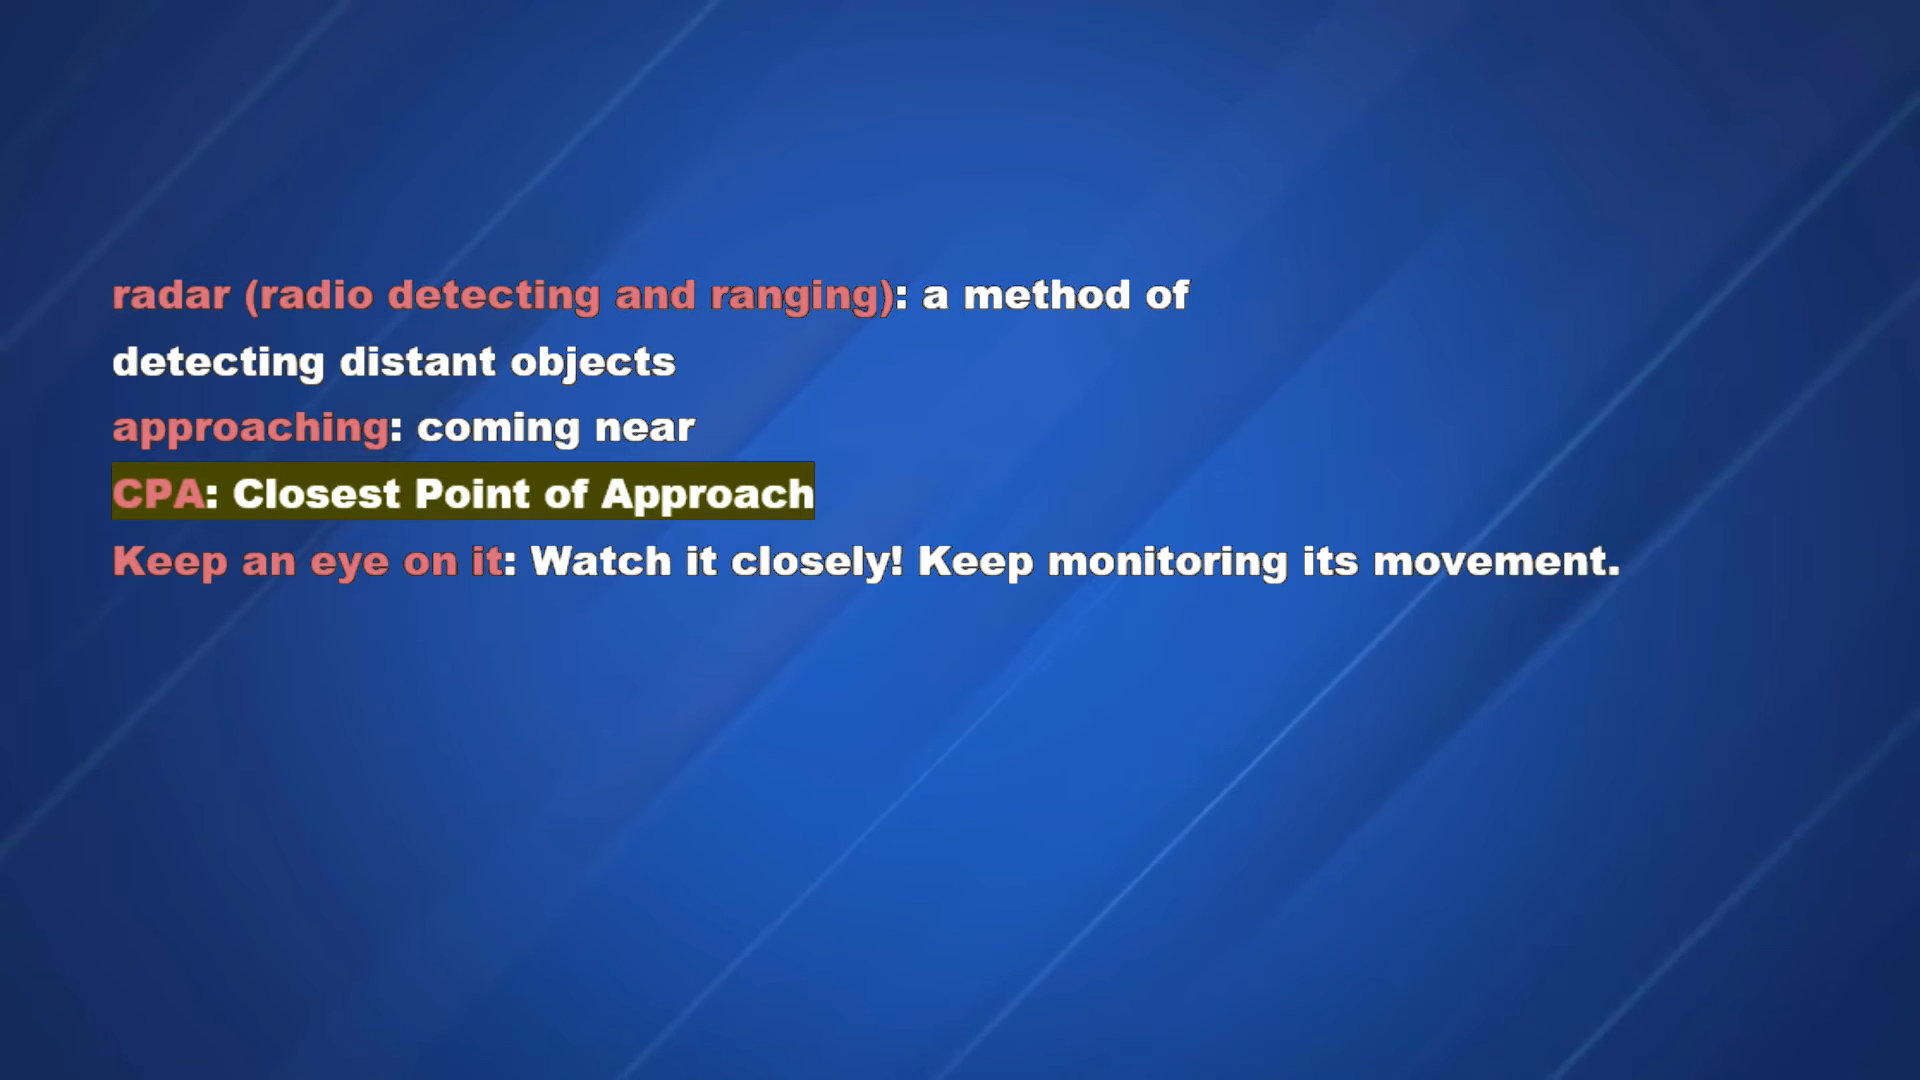 radar (radio detecting and ranging): a method of
detecting distant objects
approaching: coming near
CPA: Closest Point of Approach
Keep an eye on it: Watch it closely! Keep monitoring its movement.